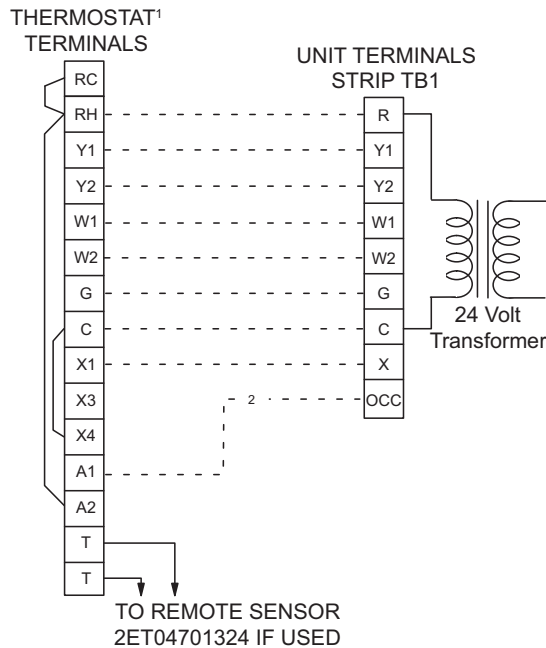 THERMOSTAT¹
TERMINALS
UNIT TERMINALS
STRIP TB1
RC
RH
Y1
Y2
W1
W2
G
C
X1
X3
X4
A1
A2
T
T
R
Y1
Y2
W1
W2
G
C
X
OCC
2
24 Volt
Transformer
TO REMOTE SENSOR
2ET04701324 IF USED